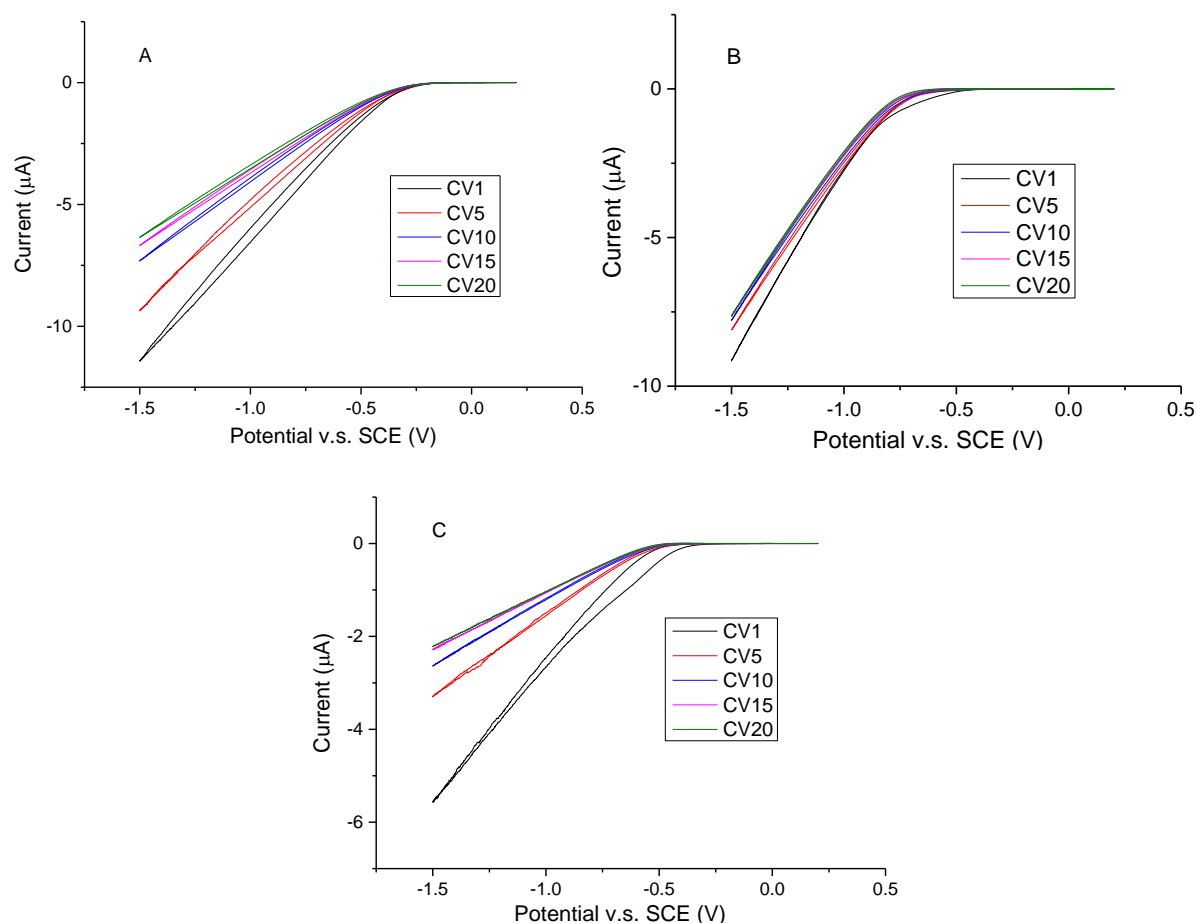 A
0
-5
-10
Current (μA)
-1.5 -1.0 -0.5 0.0 0.5
Potential v.s. SCE (V)
CV1
CV5
CV10
CV15
CV20
B
0
-5
-10
Current (μA)
-1.5 -1.0 -0.5 0.0 0.5
Potential v.s. SCE (V)
CV1
CV5
CV10
CV15
CV20
C
0
-2
-4
-6
Current (μA)
-1.5 -1.0 -0.5 0.0 0.5
Potential v.s. SCE (V)
CV1
CV5
CV10
CV15
CV20